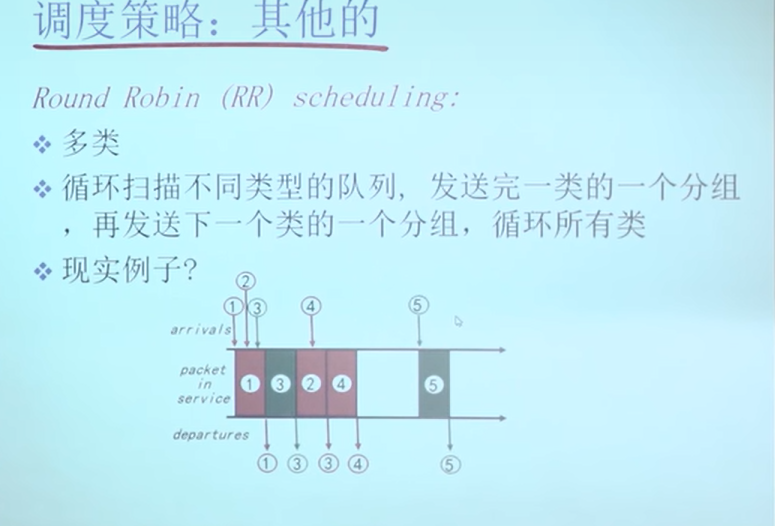 调度策略：其他的
Round Robin (RR) scheduling:
❖ 多类
❖ 循环扫描不同类型的队列, 发送完一类的一个分组
，再发送下一个类的一个分组，循环所有类
❖ 现实例子?
2
1 3 4 5
arrivals
packet
in
service
1 3 2 4 5
departures
1 3 3 4 5